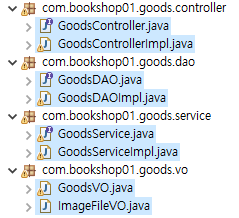 com.bookshop01.goods.controller
GoodsController.java
GoodsControllerImpl.java
com.bookshop01.goods.dao
GoodsDAO.java
GoodsDAOImpl.java
com.bookshop01.goods.service
GoodsService.java
GoodsServiceImpl.java
com.bookshop01.goods.vo
GoodsVO.java
ImageFileVO.java